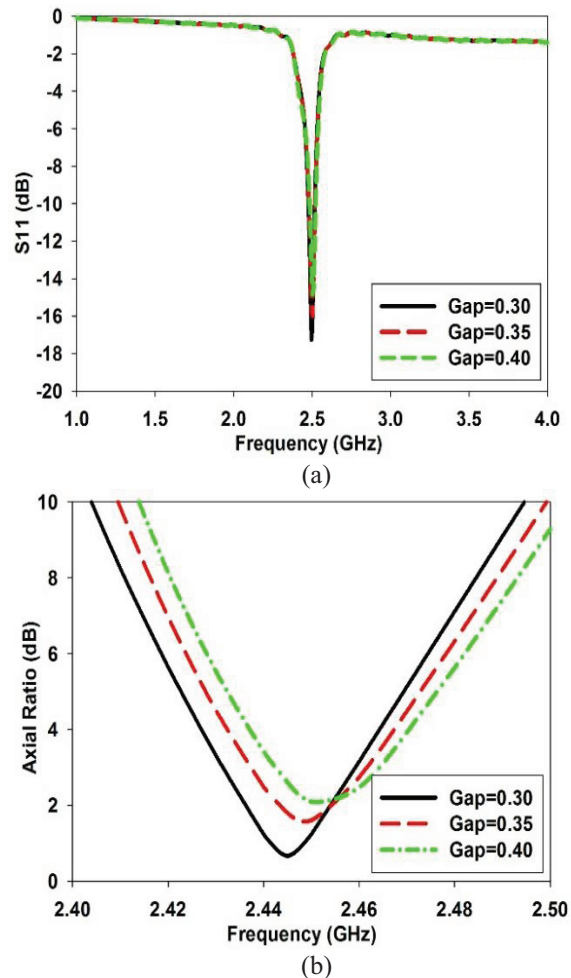 0
-2
-4
-6
-8
-10
-12
-14
-16
-18
-20
S11 (dB)
Gap=0.30
Gap=0.35
Gap=0.40
1.0 1.5 2.0 2.5 3.0 3.5 4.0
Frequency (GHz)
(a)
10
8
6
4
2
0
Axial Ratio (dB)
Gap=0.30
Gap=0.35
Gap=0.40
2.40 2.42 2.44 2.46 2.48 2.50
Frequency (GHz)
(b)